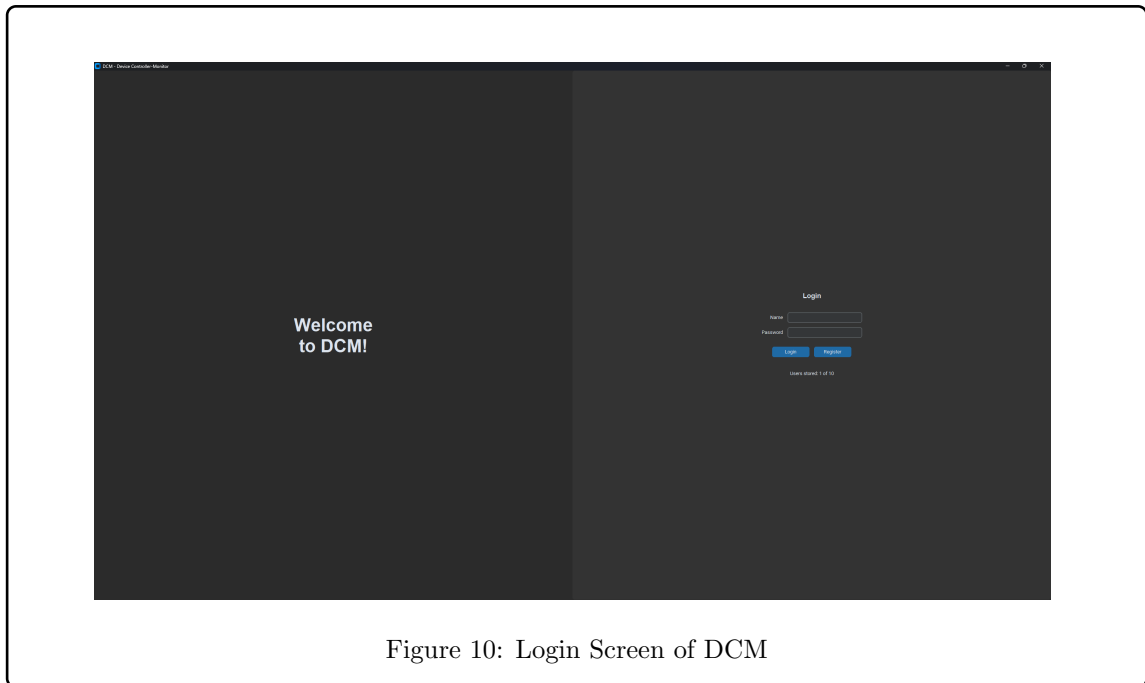 DCM - Device Controller-Monitor
Welcome
to DCM!
Login
Name
Password
Login Register
Users stored: 1 of 10
Figure 10: Login Screen of DCM